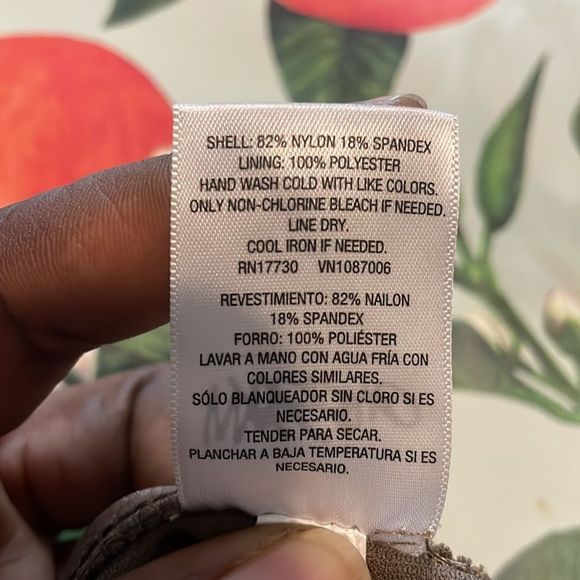 SHELL: 82% NYLON 18% SPANDEX
LINING: 100% POLYESTER
HAND WASH COLD WITH LIKE COLORS.
ONLY NON-CHLORINE BLEACH IF NEEDED.
LINE DRY.
COOL IRON IF NEEDED.
RN17730 VN1087006
REVESTIMIENTO: 82% NAILON
18% SPANDEX
FORRO: 100% POLIÉSTER
LAVAR A MANO CON AGUA FRÍA CON
COLORES SIMILARES.
SÓLO BLANQUEADOR SIN CLORO SI ES
NECESARIO.
TENDER PARA SECAR.
PLANCHAR A BAJA TEMPERATURA SI ES
NECESARIO.